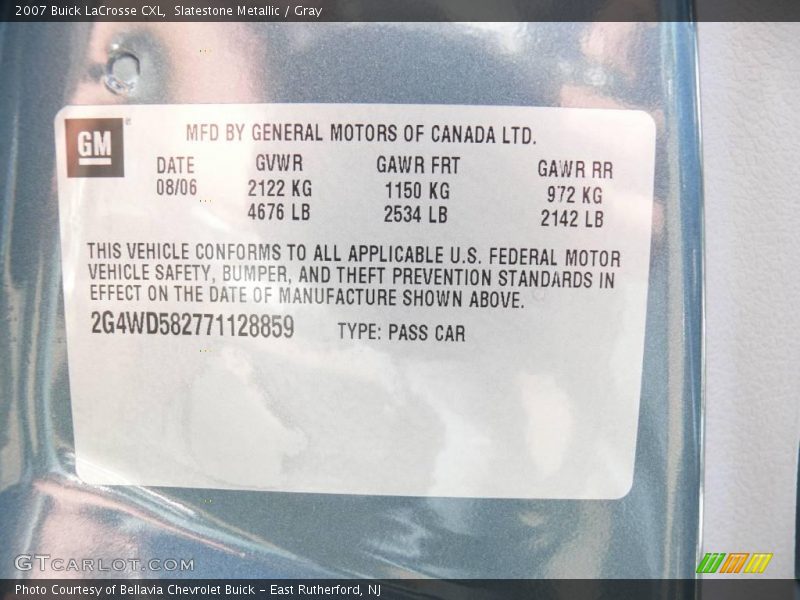 2007 Buick LaCrosse CXL, Slatestone Metallic / Gray
GM
MFD BY GENERAL MOTORS OF CANADA LTD.
DATE GVWR GAWR FRT GAWR RR
08/06 2122 KG 1150 KG 972 KG
4676 LB 2534 LB 2142 LB
THIS VEHICLE CONFORMS TO ALL APPLICABLE U.S. FEDERAL MOTOR
VEHICLE SAFETY, BUMPER, AND THEFT PREVENTION STANDARDS IN
EFFECT ON THE DATE OF MANUFACTURE SHOWN ABOVE.
2G4WD582771128859 TYPE: PASS CAR
GTCARLOT.COM
Photo Courtesy of Bellavia Chevrolet Buick - East Rutherford, NJ